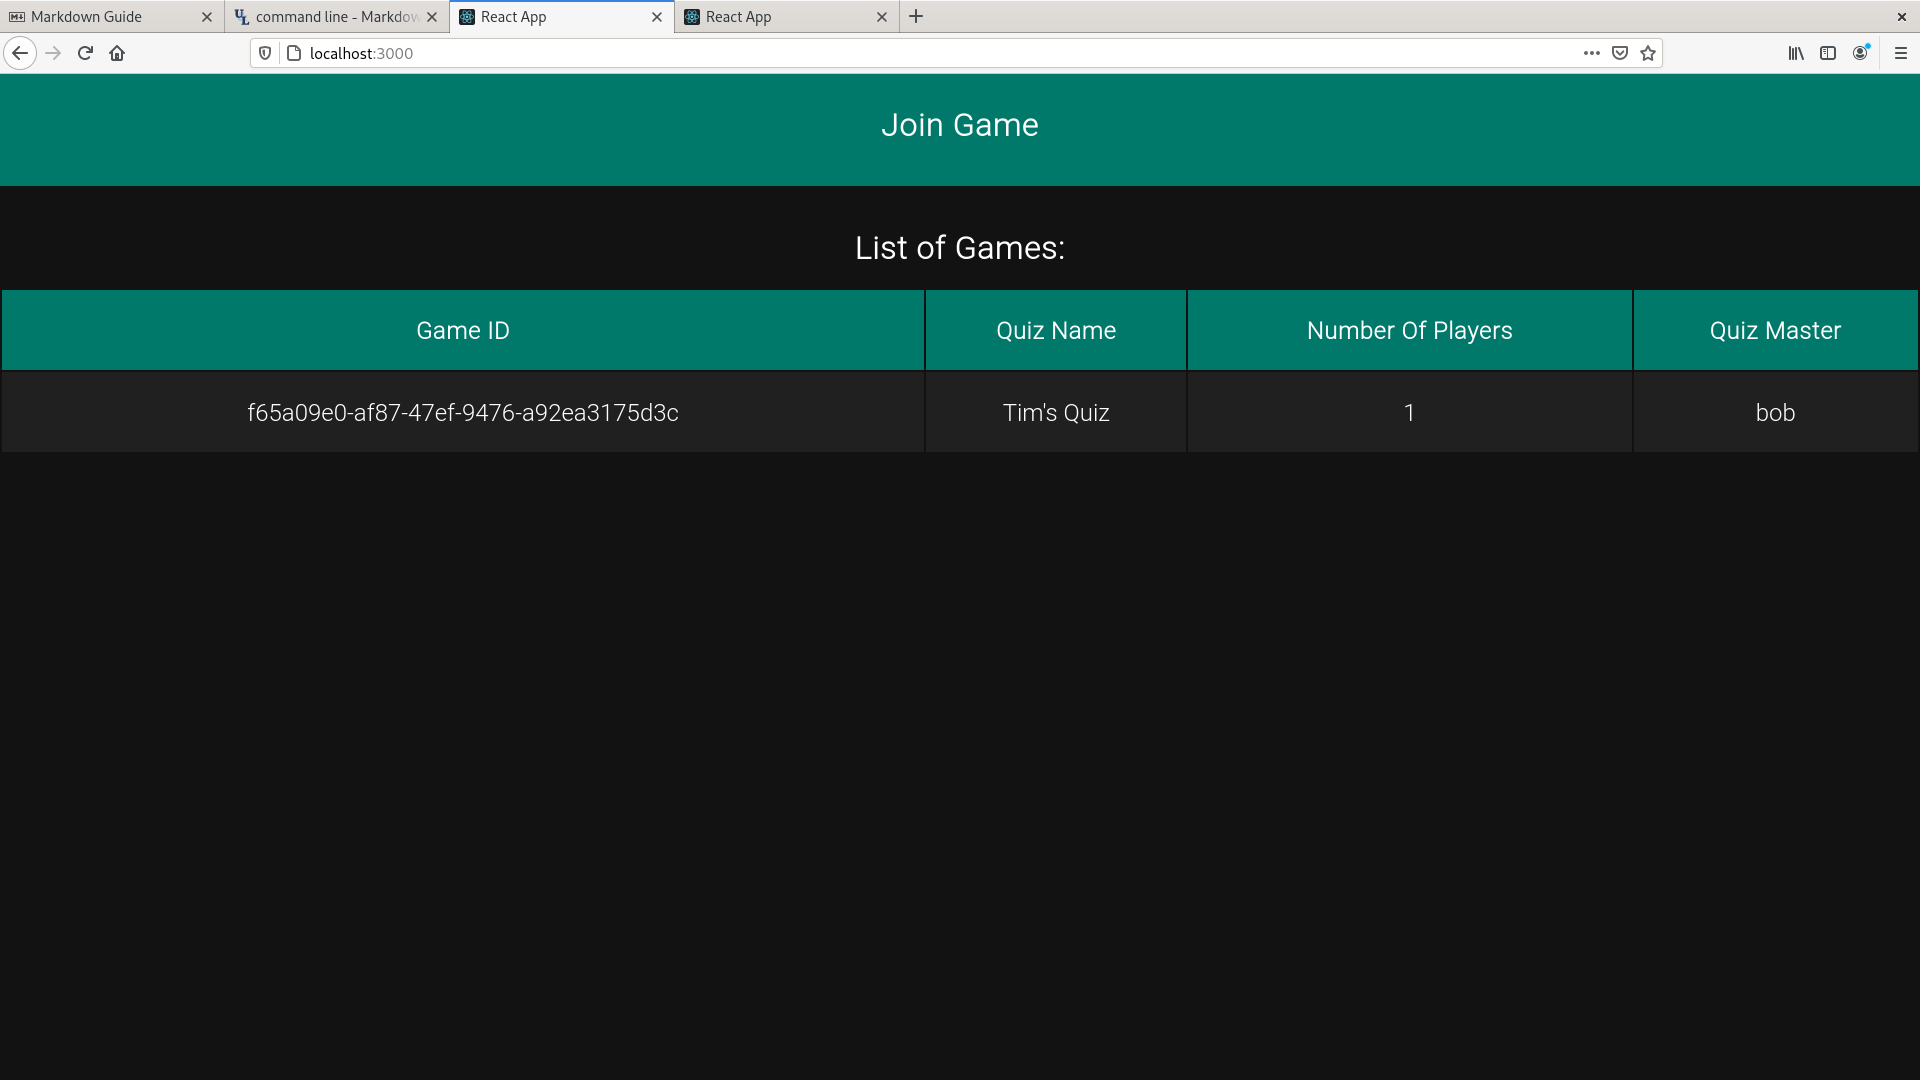 Markdown Guide
command line - Markdow
React App
React App
localhost:3000
Join Game
List of Games:
Game ID Quiz Name Number Of Players Quiz Master
f65a09e0-af87-47ef-9476-a92ea3175d3c Tim's Quiz 1 bob